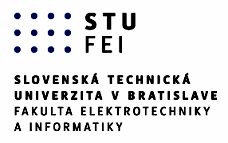 STU
FEI
SLOVENSKÁ TECHNICKÁ
UNIVERZITA V BRATISLAVE
FAKULTA ELEKTROTECHNIKY
A INFORMATIKY